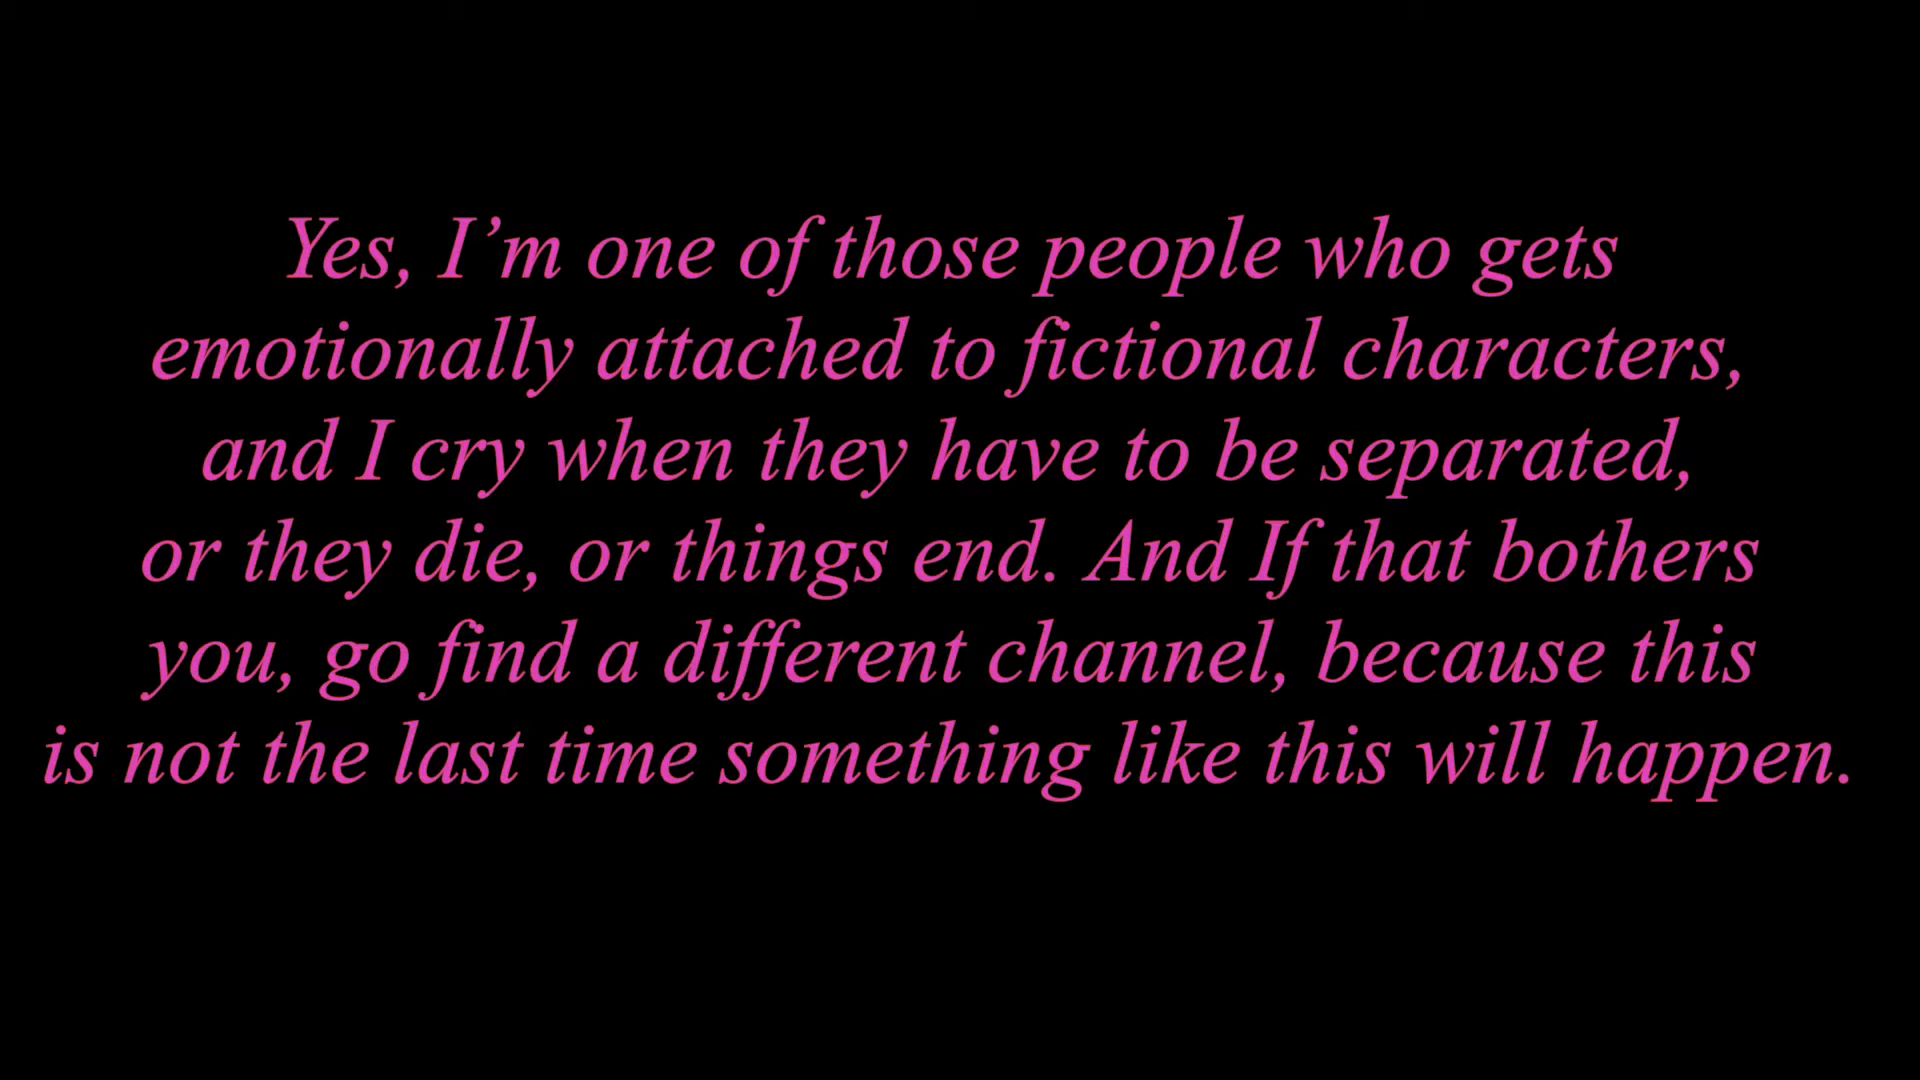 Yes, I’m one of those people who gets
emotionally attached to fictional characters,
and I cry when they have to be separated,
or they die, or things end. And If that bothers
you, go find a different channel, because this
is not the last time something like this will happen.